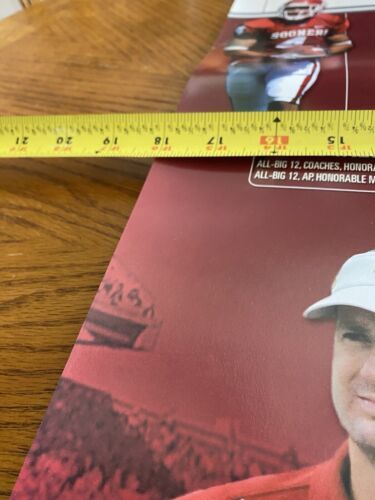 SOONERS
21 20 19 18 17 16 15
ALL-BIG 12, COACHES, HONORA
ALL-BIG 12, AP, HONORABLE M